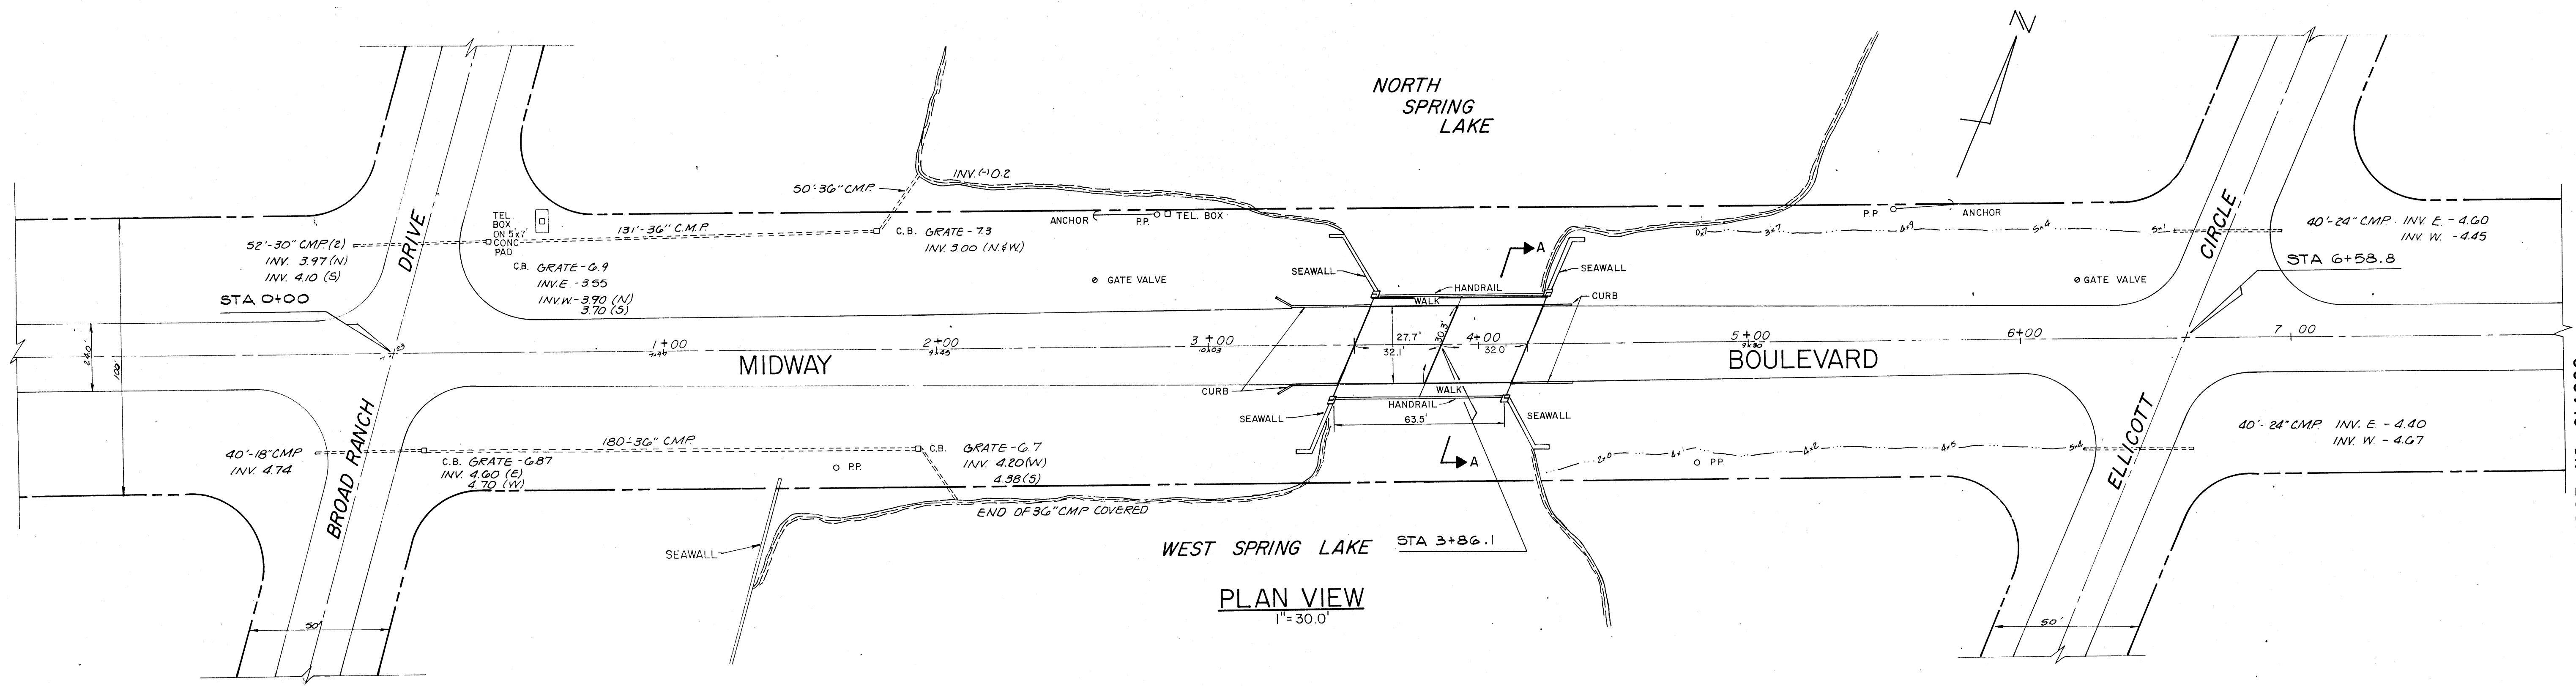 N
NORTH
SPRING
LAKE
INV. (-) 0.2
50'-36" CMP.
TEL.
BOX
ON 5'x7'
CONC
PAD
131'-36" C.M.P.
C.B. GRATE - 7.3
INV. 3.00 (N.&W.)
ANCHOR
P.P.
TEL. BOX
P.P
ANCHOR
52'-30" CMP.(2)
INV. 3.97 (N)
INV. 4.10 (S)
C.B. GRATE - 6.9
INV.E. - 3.55
INV.W. - 3.90 (N)
3.70 (S)
DRIVE
STA 0+00
GATE VALVE
SEAWALL
A
SEAWALL
HANDRAIL
WALK
CURB
CIRCLE
40'-24" CMP. INV. E. - 4.60
INV. W. - 4.45
STA 6+58.8
GATE VALVE
24.0'
100'
1+00
2+00
3+00
27.7'
30.3'
4+00
32.1'
32.0'
5+00
6+00
7 00
MIDWAY
BOULEVARD
CURB
WALK
HANDRAIL
63.5'
SEAWALL
SEAWALL
A
BROAD RANCH
40'-18" CMP
INV. 4.74
180'-36" CMP.
C.B. GRATE - 6.87
INV. 4.60 (E)
4.70 (W)
C.B. GRATE - 6.7
INV. 4.20 (W)
4.38 (S)
P.P.
P.P.
40'-24" CMP INV. E. - 4.40
INV. W. - 4.67
ELLICOTT
END OF 36" CMP COVERED
SEAWALL
WEST SPRING LAKE
STA 3+86.1
PLAN VIEW
1"=30.0'
50'
50'